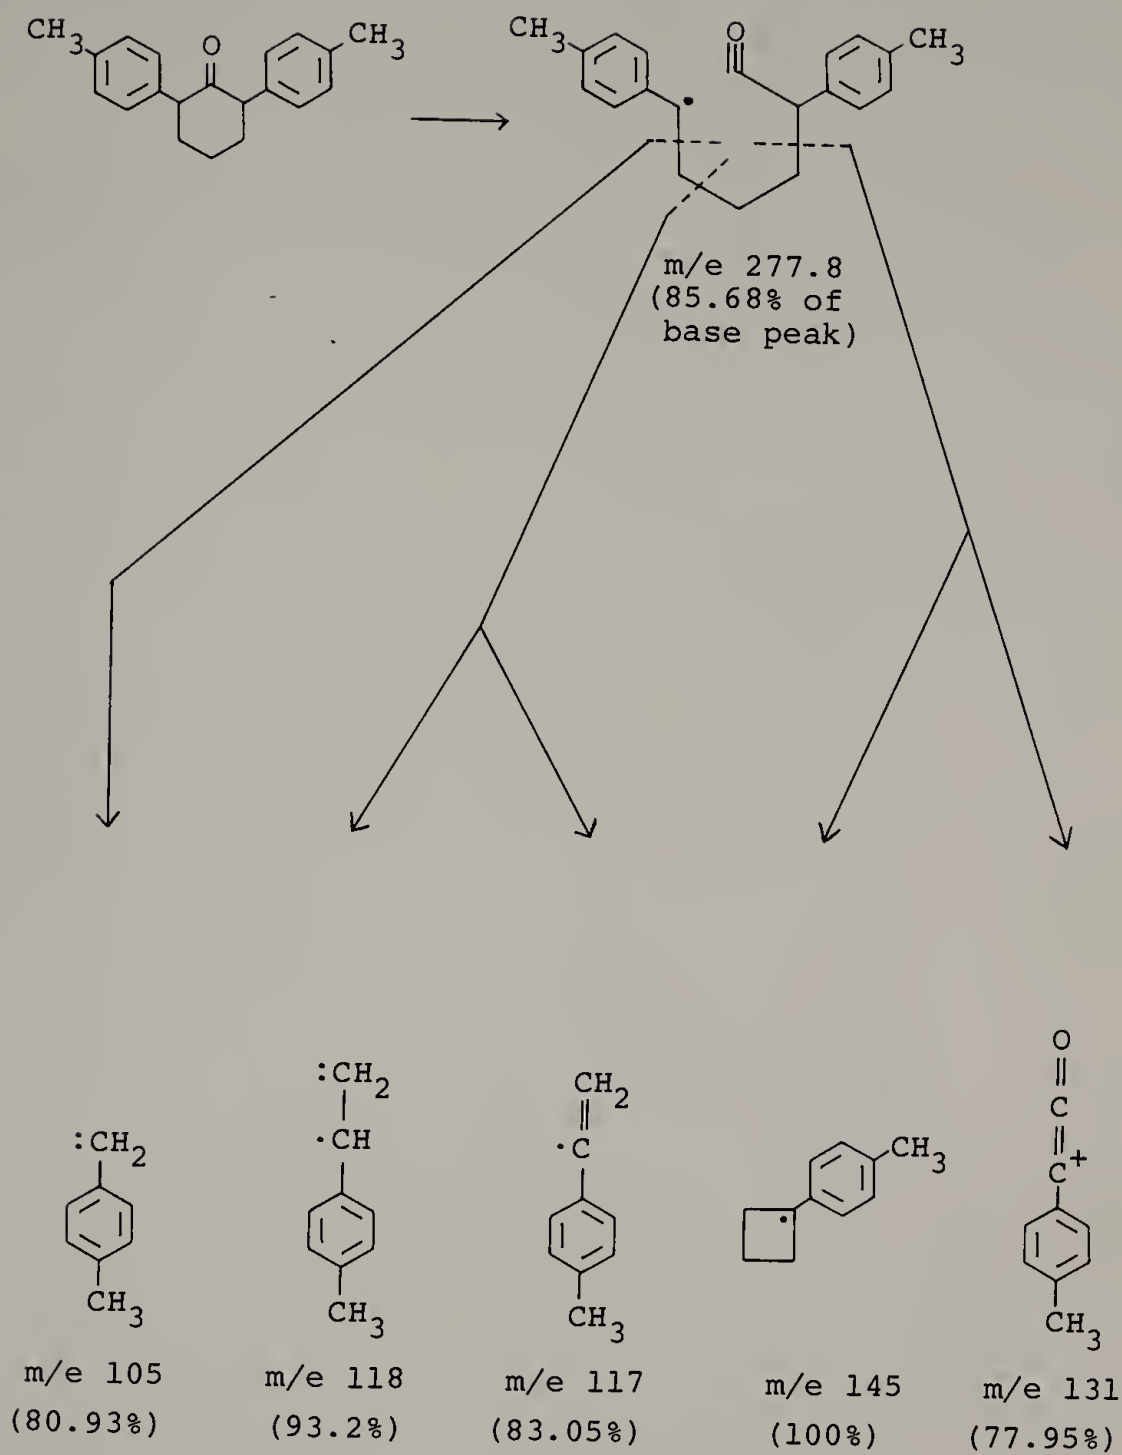 CH3 O CH3
CH3 O CH3
m/e 277.8
(85.68% of
base peak)
O
C
C+
CH3
:CH2
·CH
CH3
CH2
·C
CH3
:CH2
CH3
CH3
m/e 105 m/e 118 m/e 117 m/e 145 m/e 131
(80.93%) (93.2%) (83.05%) (100%) (77.95%)